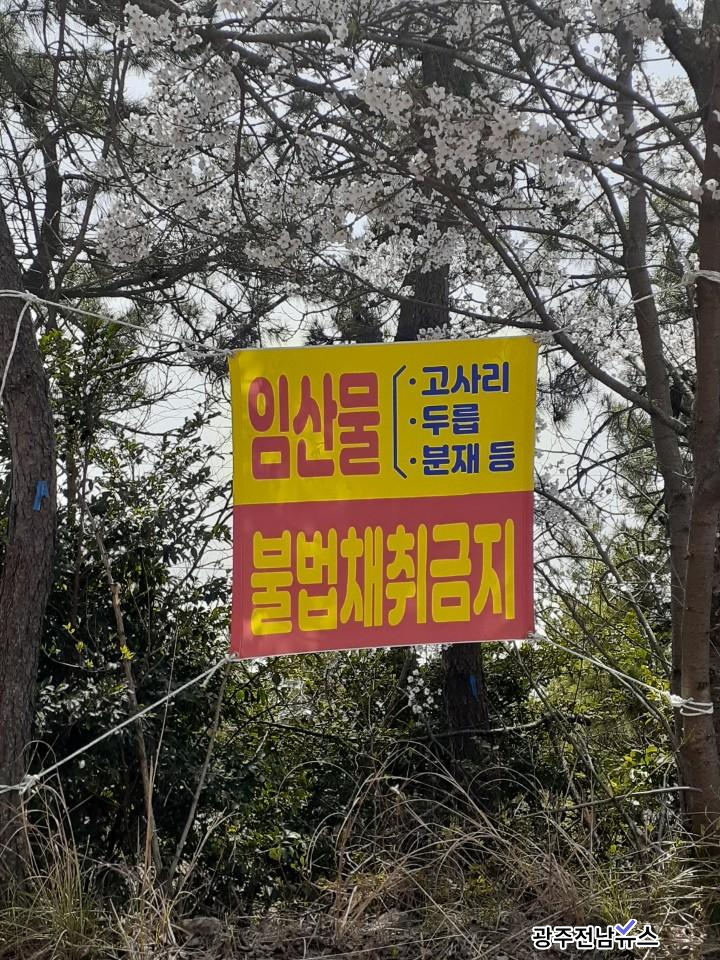 임산물
· 고사리
· 두릅
· 분재 등
불법채취금지
광주전남뉴스